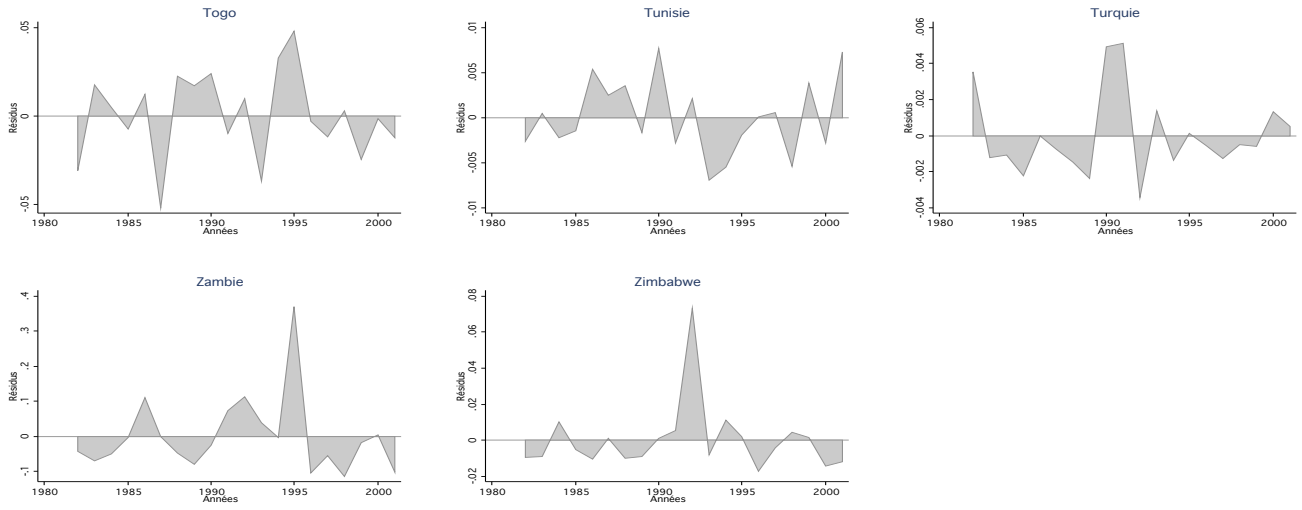 Togo
Résidus
.05
0
-.05
1980 1985 1990 1995 2000
Années
Tunisie
Résidus
.01
.005
0
-.005
-.01
1980 1985 1990 1995 2000
Années
Turquie
Résidus
.006
.004
.002
0
-.002
-.004
1980 1985 1990 1995 2000
Années
Zambie
Résidus
.4
.3
.2
.1
0
-.1
1980 1985 1990 1995 2000
Années
Zimbabwe
Résidus
.08
.06
.04
.02
0
-.02
1980 1985 1990 1995 2000
Années